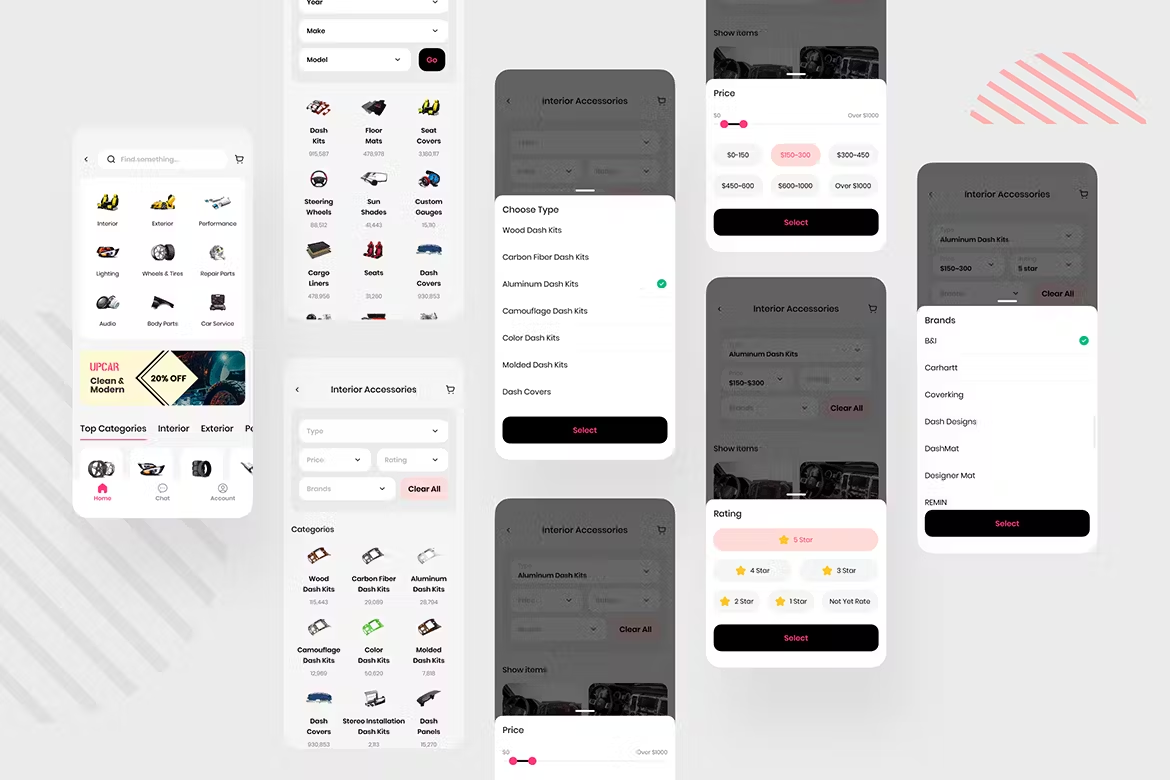 Find something...
Interior
Exterior
Performance
Lighting
Wheels & Tires
Repair Parts
Audio
Body Parts
Car Service
UPCAR
Clean &
Modern
20% OFF
Top Categories
Interior
Exterior
Home
Chat
Account
Year
Make
Model
Go
Dash
Kits
915,587
Floor
Mats
478,978
Seat
Covers
3,160,117
Steering
Wheels
88,512
Sun
Shades
41,443
Custom
Gauges
15,110
Cargo
Liners
478,956
Seats
31,260
Dash
Covers
930,853
Interior Accessories
Type
Price
Rating
Brands
Clear All
Categories
Wood
Dash Kits
115,443
Carbon Fiber
Dash Kits
29,089
Aluminum
Dash Kits
28,704
Camouflage
Dash Kits
12,969
Color
Dash Kits
50,620
Molded
Dash Kits
7,818
Dash
Covers
930,853
Stereo Installation
Dash Kits
2,113
Dash
Panels
15,270
Interior Accessories
Choose Type
Wood Dash Kits
Carbon Fiber Dash Kits
Aluminum Dash Kits
Camouflage Dash Kits
Color Dash Kits
Molded Dash Kits
Dash Covers
Select
Interior Accessories
Aluminum Dash Kits
Clear All
Show items
Price
$0
Over $1000
Show items
Price
$0
Over $1000
$0-150
$150-300
$300-450
$450-600
$600-1000
Over $1000
Select
Interior Accessories
Aluminum Dash Kits
$150-$300
Brands
Clear All
Show items
Rating
5 Star
4 Star
3 Star
2 Star
1 Star
Not Yet Rate
Select
Interior Accessories
Aluminum Dash Kits
$150-300
5 star
Clear All
Brands
B&I
Carhartt
Coverking
Dash Designs
DashMat
Designer Mat
REMIN
Select